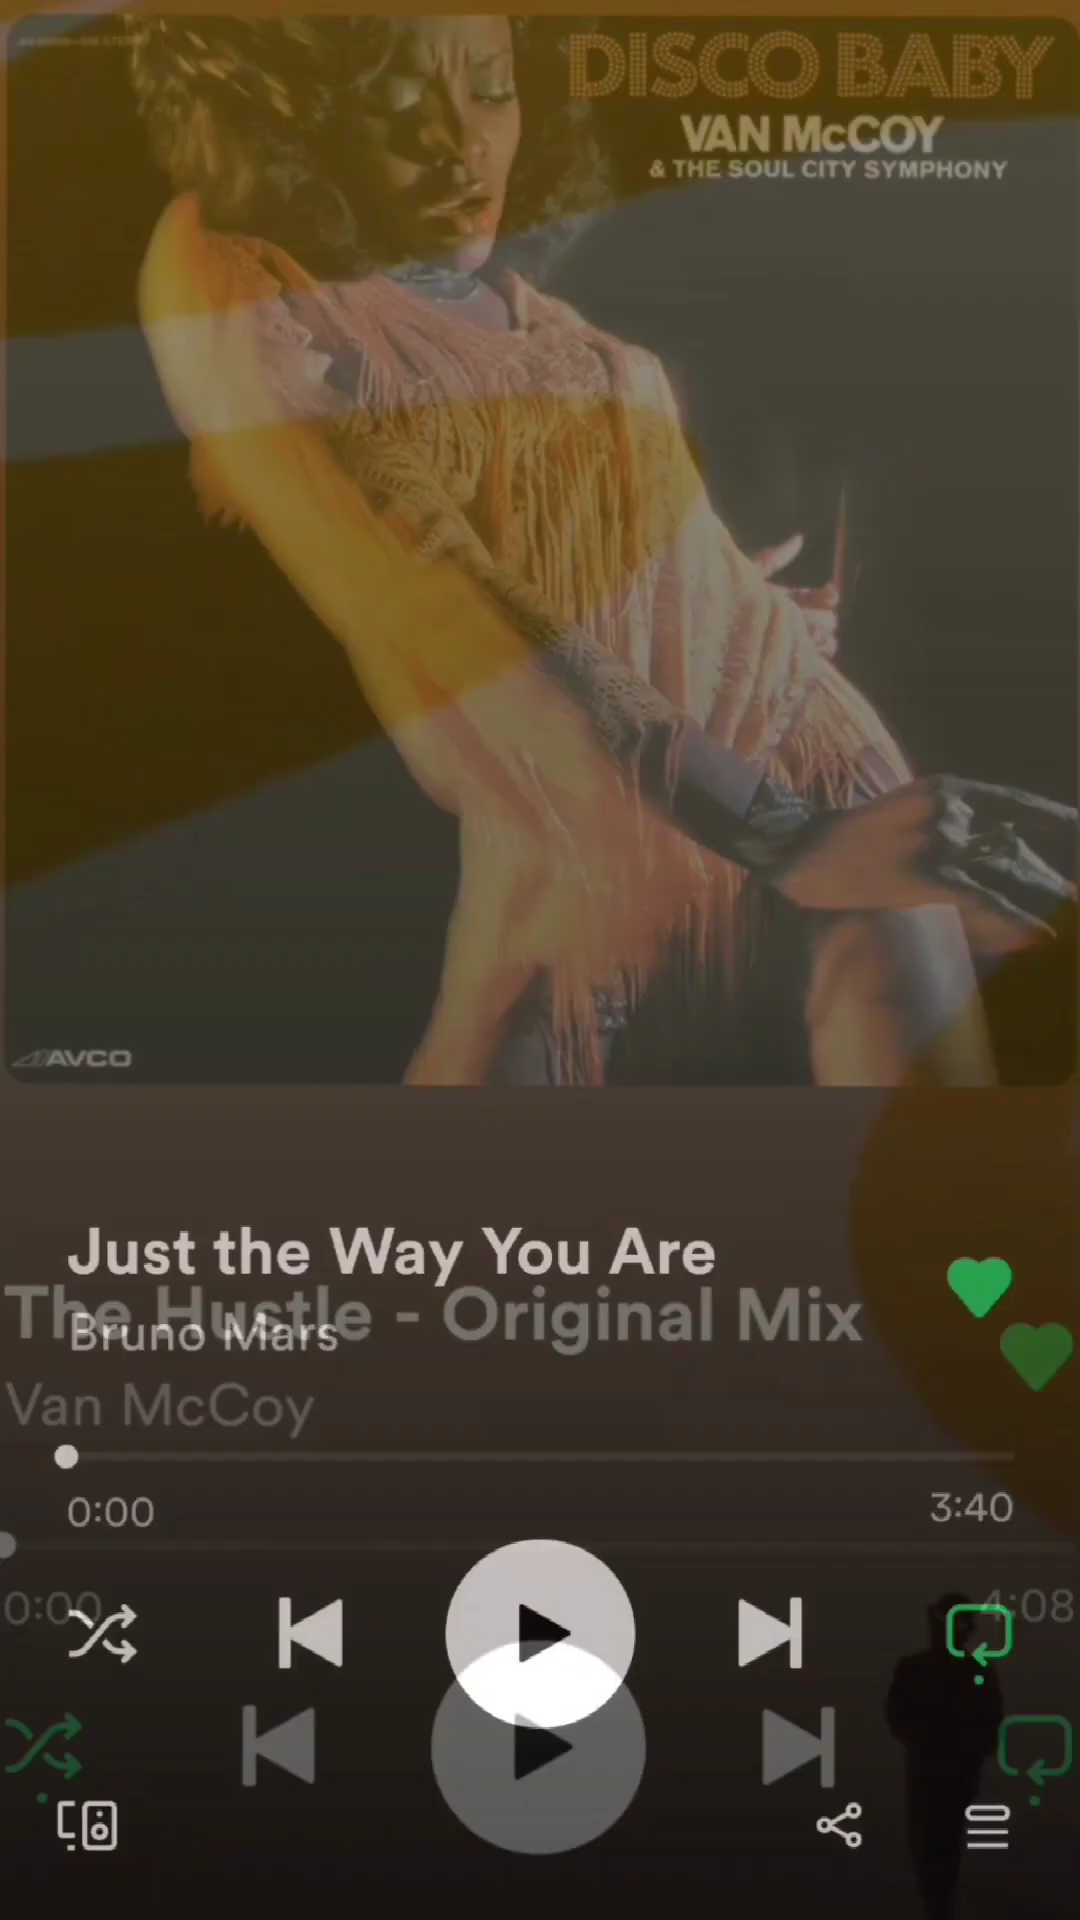 DISCO BABY
VAN McCOY
& THE SOUL CITY SYMPHONY
AVCO
Just the Way You Are
The Hustle - Original Mix
Bruno Mars
Van McCoy
0:00
3:40
0:00
4:08